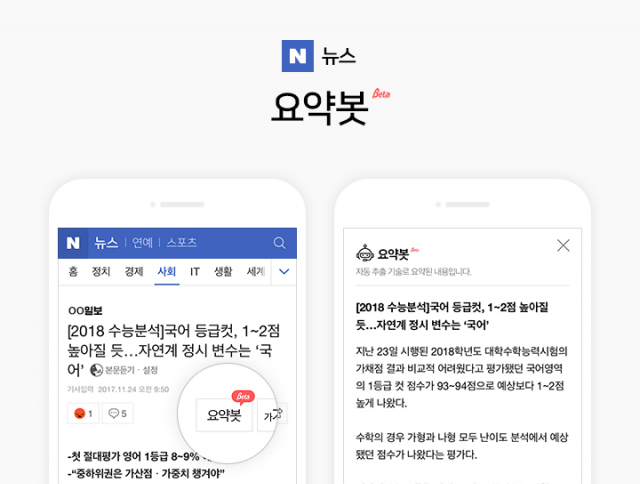 N 뉴스
요약봇 Beta
N 뉴스 연예 스포츠
홈 정치 경제 사회 IT 생활 세계
OO일보
[2018 수능분석]국어 등급컷, 1~2점
높아질 듯…자연계 정시 변수는 ‘국
어’ 본문듣기 · 설정
기사입력 2017.11.24 오전 9:50
1 5
Beta
요약봇 가
-첫 절대평가 영어 1등급 8~9%
-“중하위권은 가산점·가중치 챙겨야”
요약봇 Beta
자동 추출 기술로 요약된 내용입니다.
[2018 수능분석]국어 등급컷, 1~2점 높아질
듯…자연계 정시 변수는 ‘국어’
지난 23일 시행된 2018학년도 대학수학능력시험의
가채점 결과 비교적 어려웠다고 평가됐던 국어영역
의 1등급 컷 점수가 93~94점으로 예상보다 1~2점
높게 나왔다.
수학의 경우 가형과 나형 모두 난이도 분석에서 예상
됐던 점수가 나왔다는 평가다.